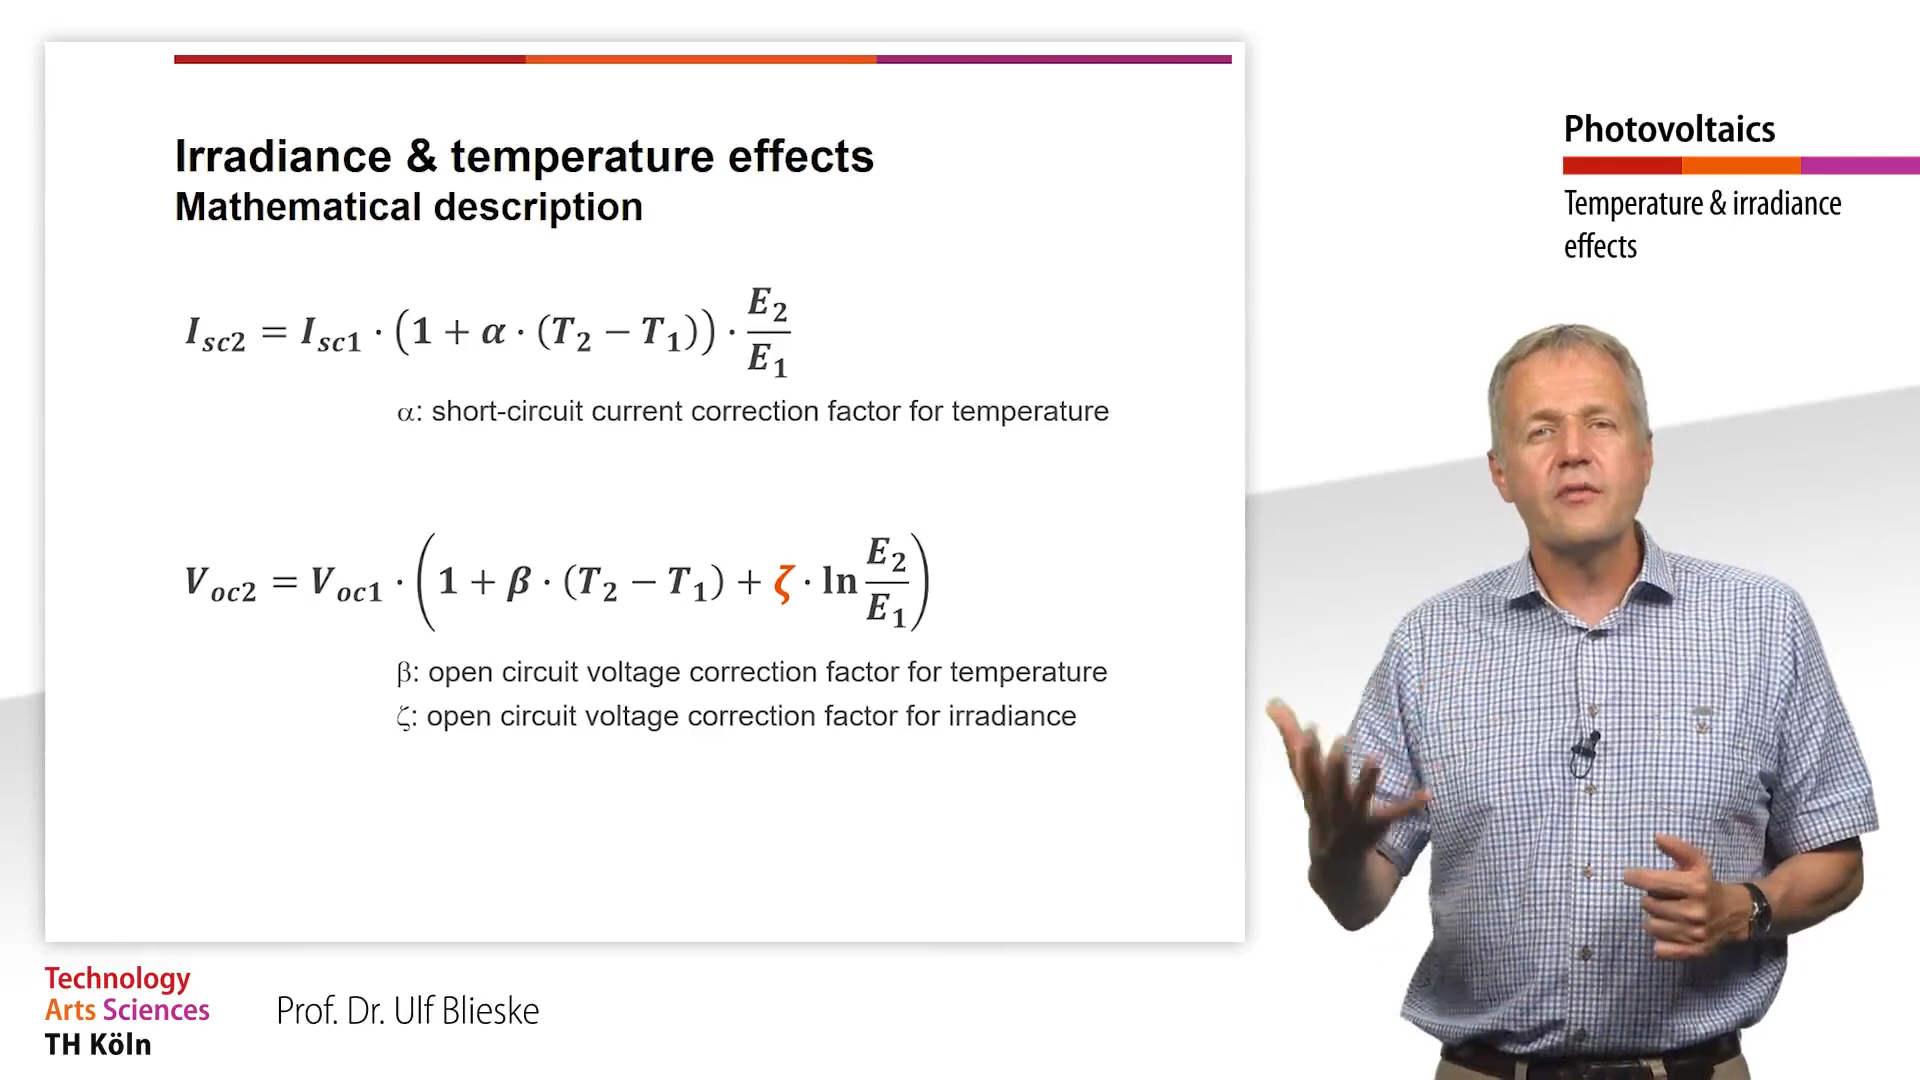 Irradiance & temperature effects
Mathematical description
I_sc2 = I_sc1 · (1 + α · (T_2 − T_1)) · E_2/E_1
α: short-circuit current correction factor for temperature
V_oc2 = V_oc1 · (1 + β · (T_2 − T_1) + ζ · ln E_2/E_1)
β: open circuit voltage correction factor for temperature
ζ: open circuit voltage correction factor for irradiance
Photovoltaics
Temperature & irradiance
effects
Technology
Arts Sciences
TH Köln
Prof. Dr. Ulf Blieske